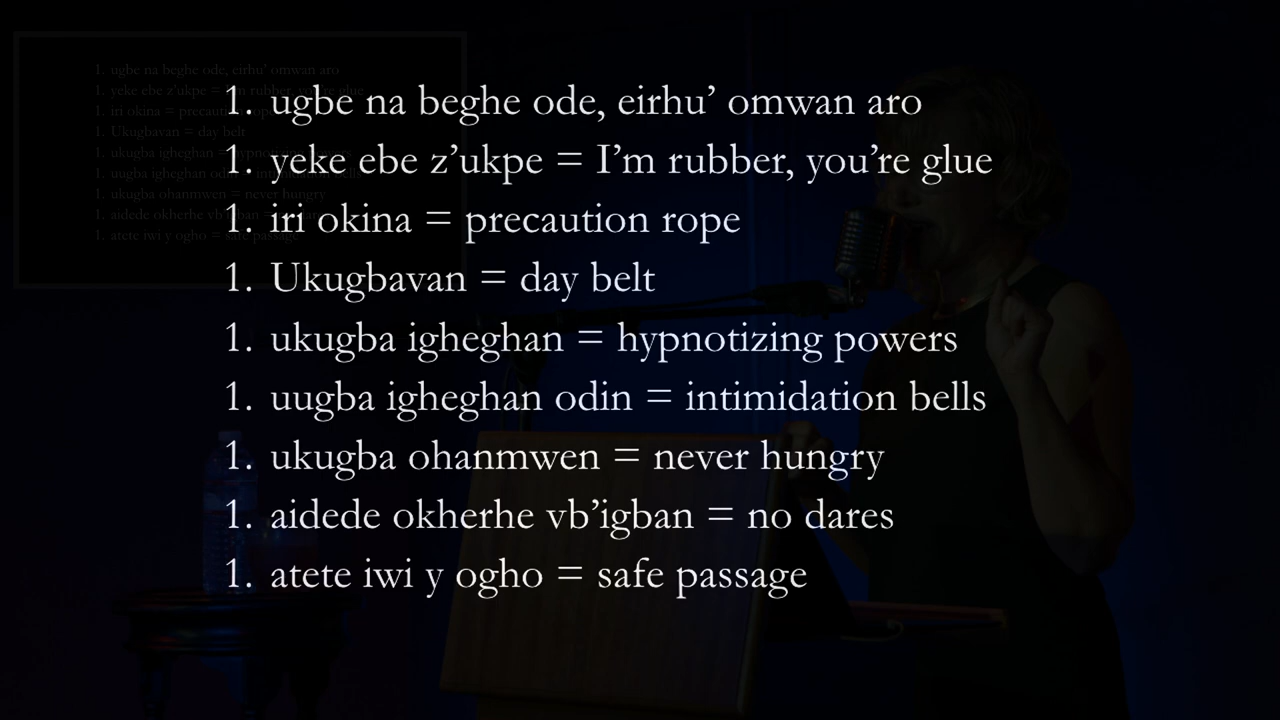 1. ugbe na beghe ode, eirhu’ omwan aro
1. yeke ebe z’ukpe = I’m rubber, you’re glue
1. iri okina = precaution rope
1. Ukugbavan = day belt
1. ukugba igheghan = hypnotizing powers
1. uugba igheghan odin = intimidation bells
1. ukugba ohanmwen = never hungry
1. aidede okherhe vb’igban = no dares
1. atete iwi y ogho = safe passage